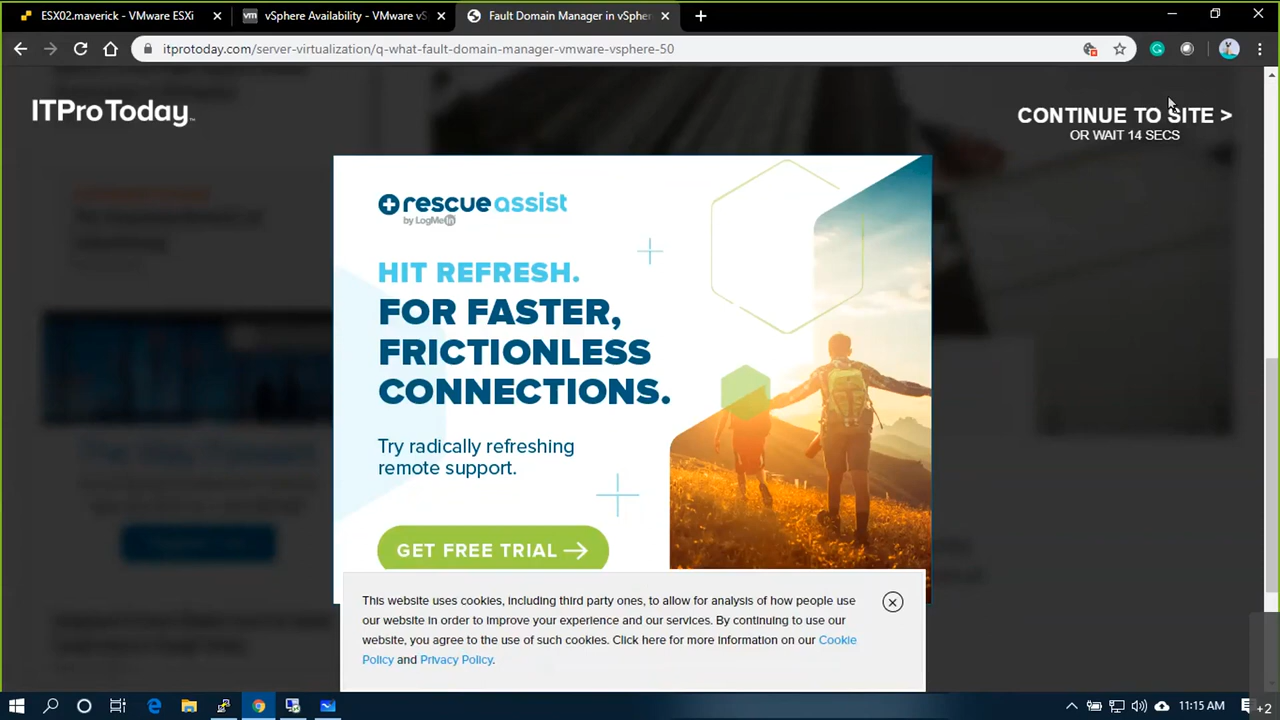 ESX02.maverick - VMware ESXi
vSphere Availability - VMware vS
Fault Domain Manager in vSpher
itprotoday.com/server-virtualization/q-what-fault-domain-manager-vmware-vsphere-50
ITProToday
CONTINUE TO SITE >
OR WAIT 14 SECS
rescueassist
by LogMeIn
HIT REFRESH.
FOR FASTER,
FRICTIONLESS
CONNECTIONS.
Try radically refreshing
remote support.
GET FREE TRIAL
This website uses cookies, including third party ones, to allow for analysis of how people use
our website in order to improve your experience and our services. By continuing to use our
website, you agree to the use of such cookies. Click here for more information on our Cookie
Policy and Privacy Policy.
11:15 AM
+2